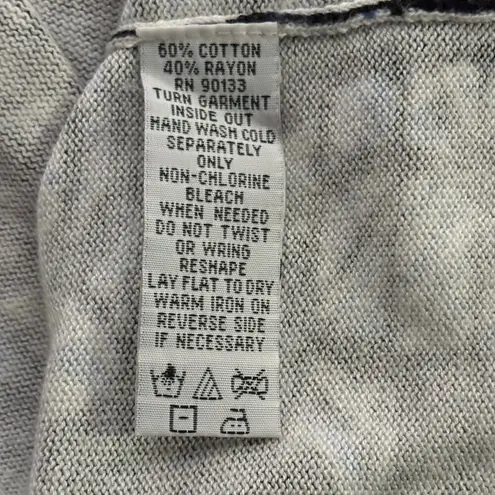 60% COTTON
40% RAYON
RN 90133
TURN GARMENT
INSIDE OUT
HAND WASH COLD
SEPARATELY
ONLY
NON-CHLORINE
BLEACH
WHEN NEEDED
DO NOT TWIST
OR WRING
RESHAPE
LAY FLAT TO DRY
WARM IRON ON
REVERSE SIDE
IF NECESSARY